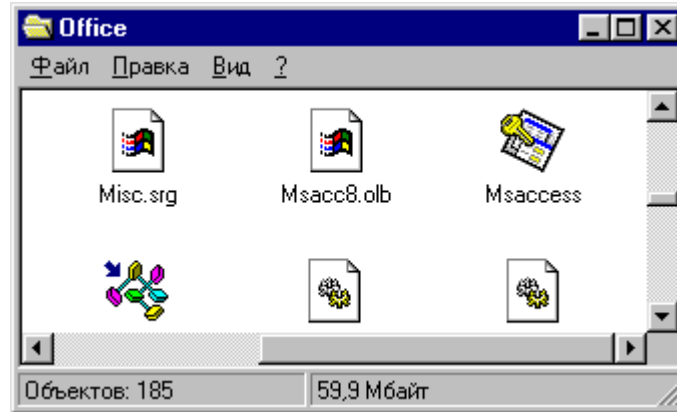 Office
Файл Правка Вид ?
Misc.srg Msacc8.olb Msaccess
Объектов: 185 59,9 Мбайт